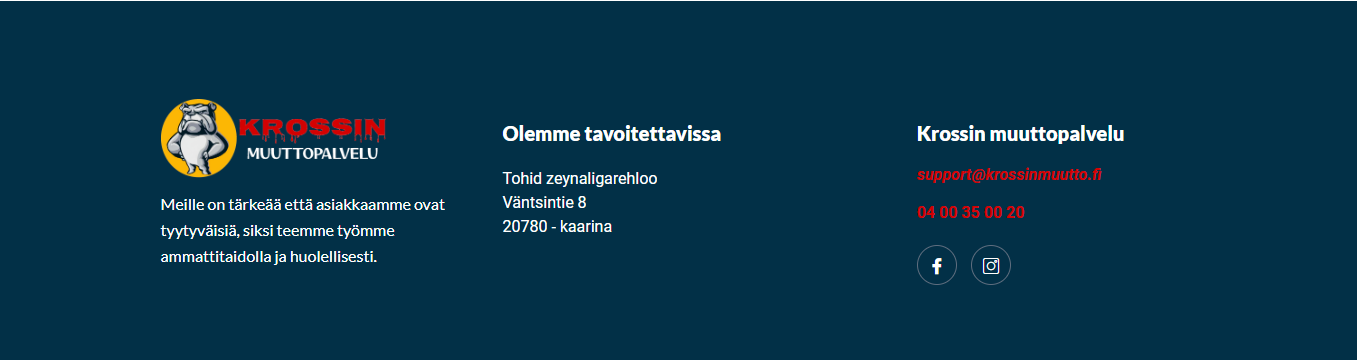 KROSSIN
MUUTTOPALVELU
Meille on tärkeää että asiakkaamme ovat
tyytyväisiä, siksi teemme työmme
ammattitaidolla ja huolellisesti.
Olemme tavoitettavissa
Tohid zeynaligarehloo
Väntsintie 8
20780 - kaarina
Krossin muuttopalvelu
support@krossinmuutto.fi
04 00 35 00 20